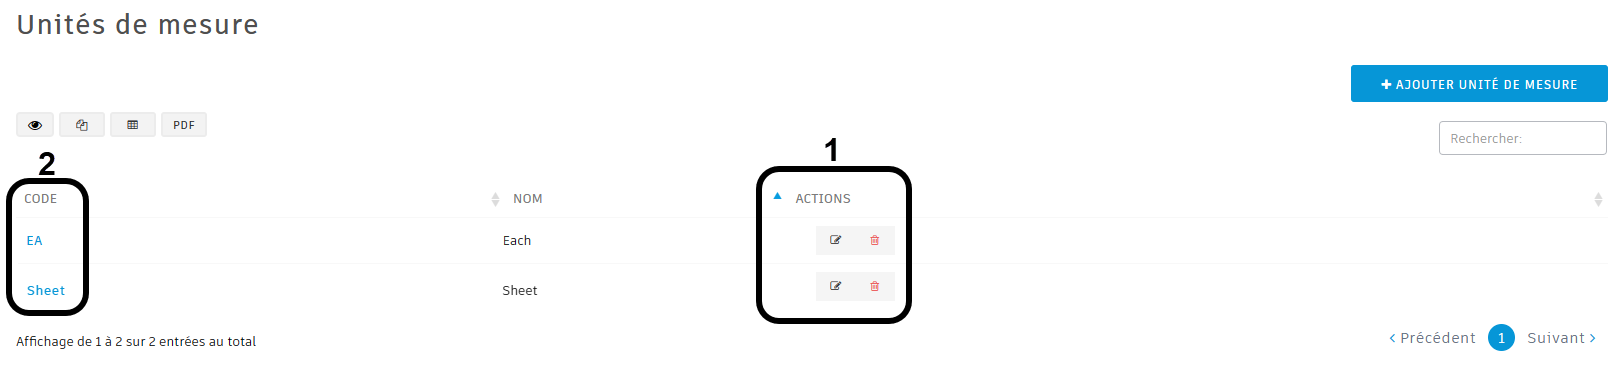 Unités de mesure
AJOUTER UNITÉ DE MESURE
PDF
Rechercher:
2
1
CODE NOM ACTIONS
EA Each
Sheet Sheet
Affichage de 1 à 2 sur 2 entrées au total
Précédent 1 Suivant